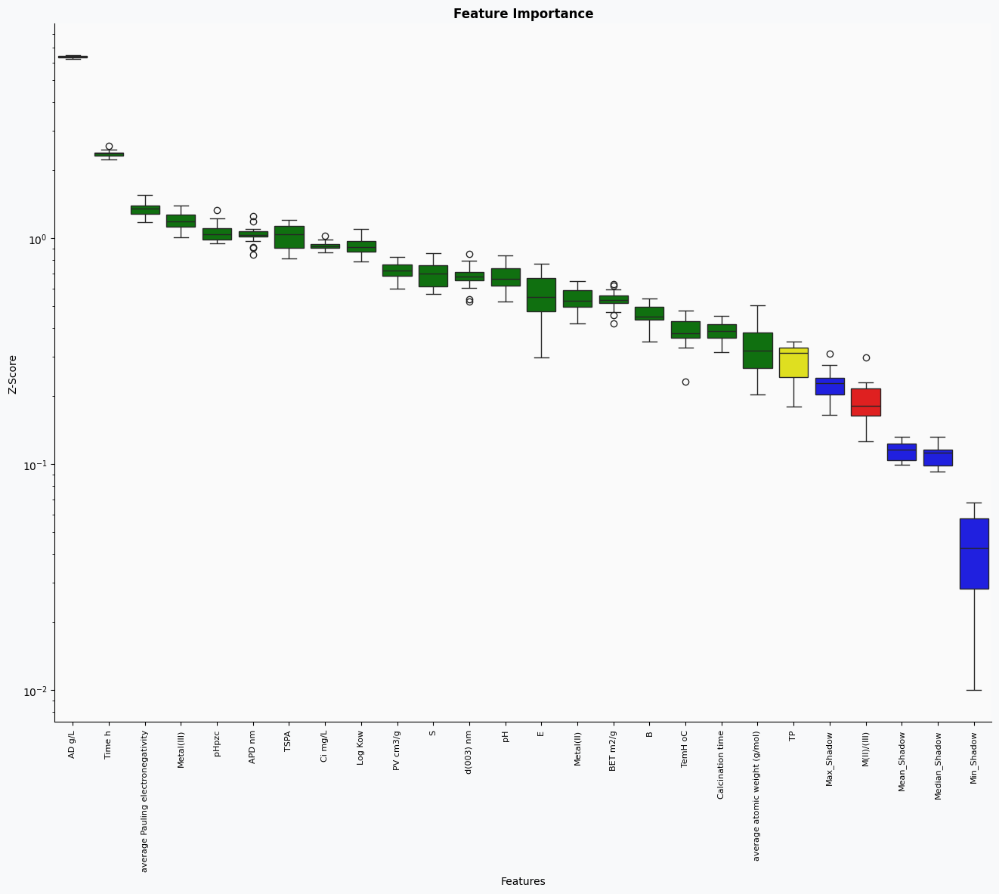 Feature Importance
Z-Score
10⁰
10⁻¹
10⁻²
AD g/L
Time h
average Pauling electronegativity
Metal(III)
pHpzc
APD nm
TSPA
Ci mg/L
Log Kow
PV cm3/g
S
d(003) nm
pH
E
Metal(II)
BET m2/g
B
TemH oC
Calcination time
average atomic weight (g/mol)
TP
Max_Shadow
M(II)/(III)
Mean_Shadow
Median_Shadow
Min_Shadow
Features